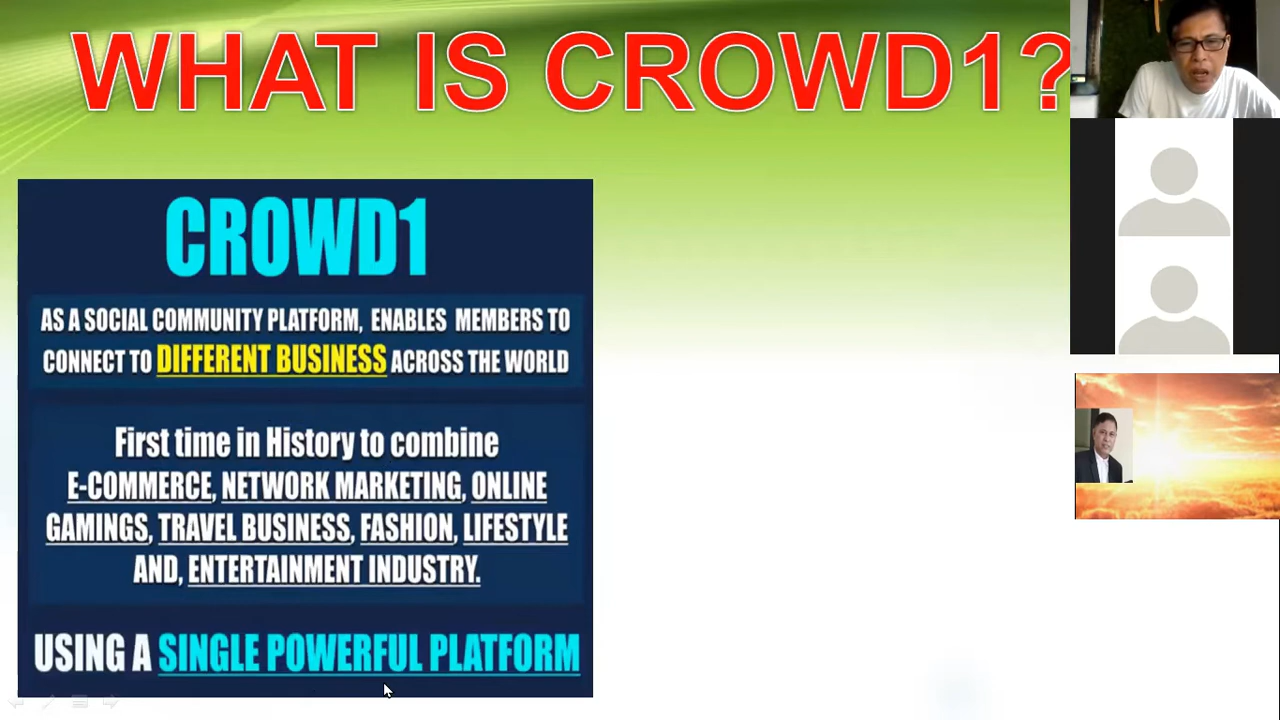 WHAT IS CROWD1?
CROWD1
AS A SOCIAL COMMUNITY PLATFORM, ENABLES MEMBERS TO
CONNECT TO DIFFERENT BUSINESS ACROSS THE WORLD
First time in History to combine
E-COMMERCE, NETWORK MARKETING, ONLINE
GAMINGS, TRAVEL BUSINESS, FASHION, LIFESTYLE
AND, ENTERTAINMENT INDUSTRY.
USING A SINGLE POWERFUL PLATFORM